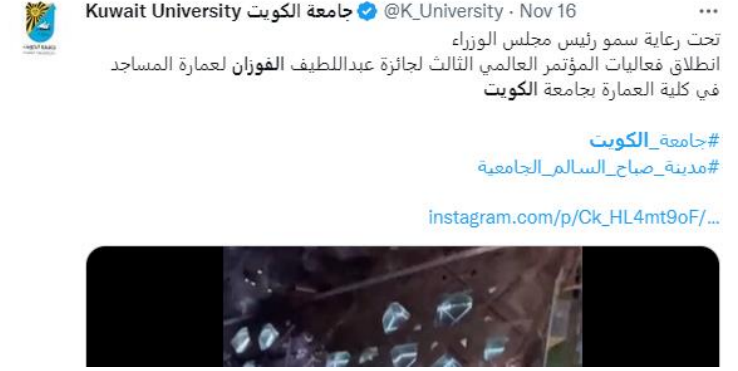 Kuwait University جامعة الكويت @K_University · Nov 16
تحت رعاية سمو رئيس مجلس الوزراء
انطلاق فعاليات المؤتمر العالمي الثالث لجائزة عبداللطيف الفوزان لعمارة المساجد
في كلية العمارة بجامعة الكويت
#جامعة_الكويت
#مدينة_صباح_السالم_الجامعية
instagram.com/p/Ck_HL4mt9oF/...